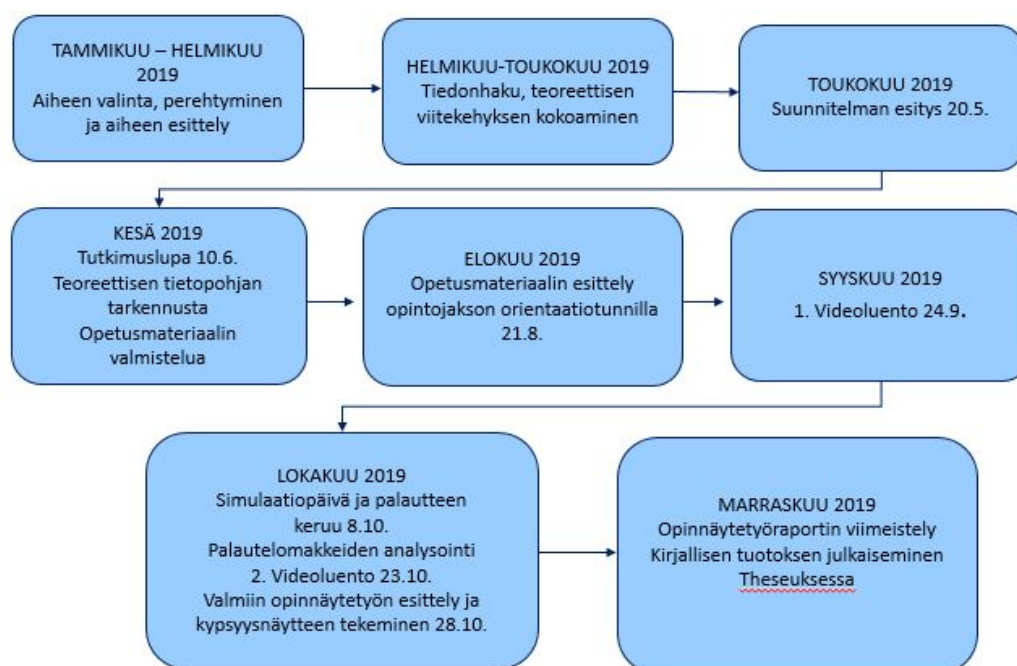 TAMMIKUU – HELMIKUU
2019
Aiheen valinta, perehtyminen
ja aiheen esittely
HELMIKUU-TOUKOKUU 2019
Tiedonhaku, teoreettisen
viitekehyksen kokoaminen
TOUKOKUU 2019
Suunnitelman esitys 20.5.
KESÄ 2019
Tutkimuslupa 10.6.
Teoreettisen tietopohjan
tarkennusta
Opetusmateriaalin
valmistelua
ELOKUU 2019
Opetusmateriaalin esittely
opintojakson orientaatiotunnilla
21.8.
SYYSKUU 2019
1. Videoluento 24.9.
LOKAKUU 2019
Simulaatiopäivä ja palautteen
keruu 8.10.
Palautelomakkeiden analysointi
2. Videoluento 23.10.
Valmiin opinnäytetyön esittely ja
kypsyysnäytteen tekeminen 28.10.
MARRASKUU 2019
Opinnäytetyöraportin viimeistely
Kirjallisen tuotoksen julkaiseminen
Theseuksessa